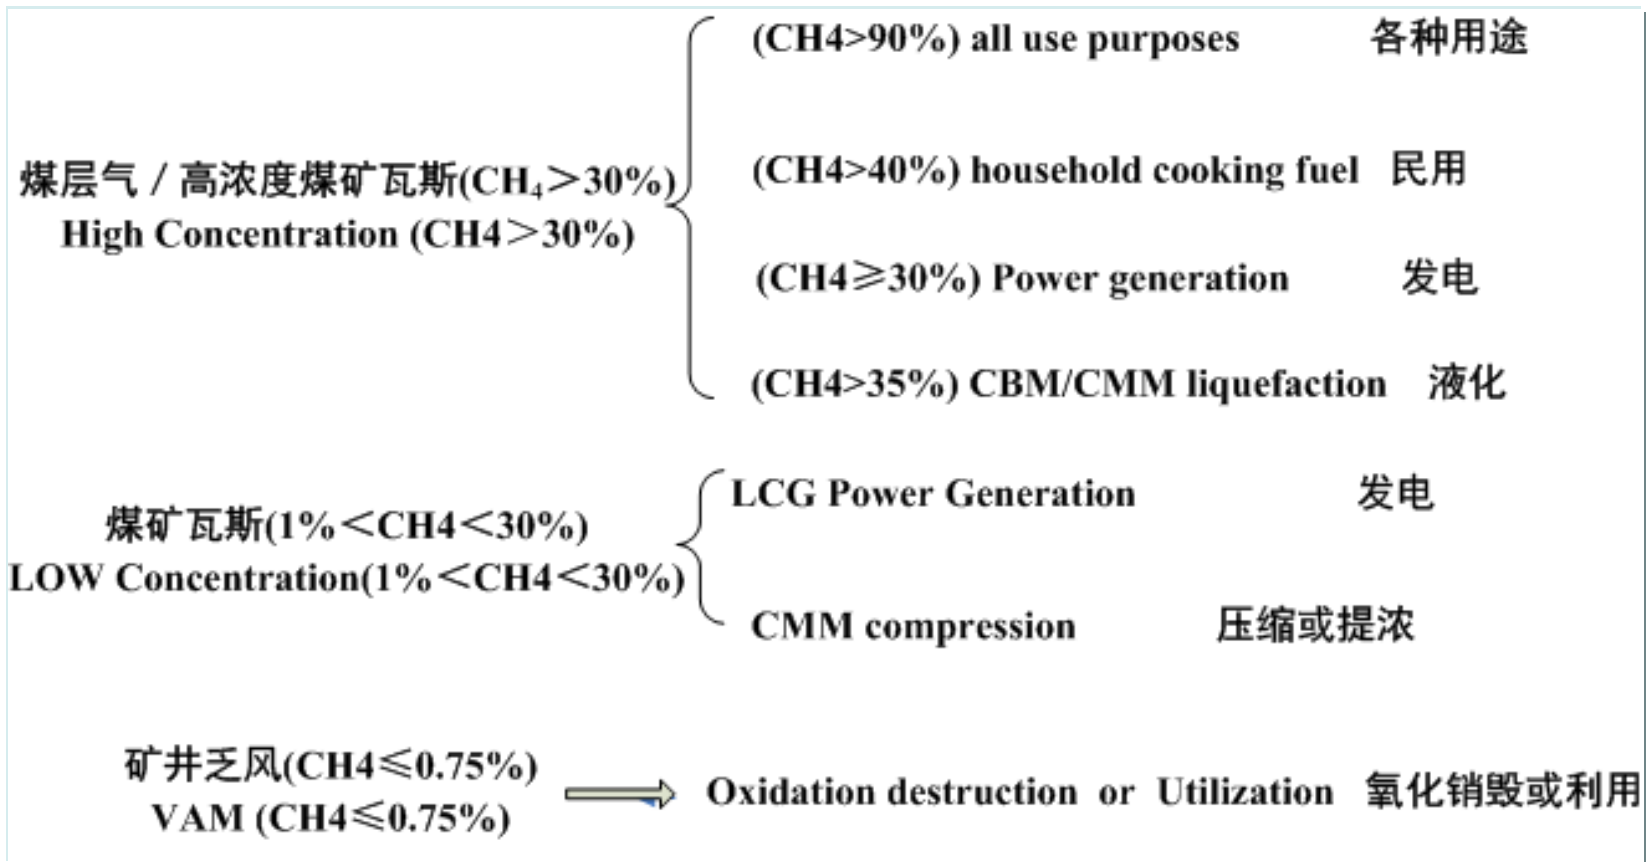 (CH4>90%) all use purposes 各种用途
煤层气 / 高浓度煤矿瓦斯(CH₄＞30%)
High Concentration (CH4＞30%)
(CH4>40%) household cooking fuel 民用
(CH4≥30%) Power generation 发电
(CH4>35%) CBM/CMM liquefaction 液化
煤矿瓦斯(1%＜CH4＜30%)
LOW Concentration(1%＜CH4＜30%)
LCG Power Generation 发电
CMM compression 压缩或提浓
矿井乏风(CH4≤0.75%)
VAM (CH4≤0.75%)
Oxidation destruction or Utilization 氧化销毁或利用